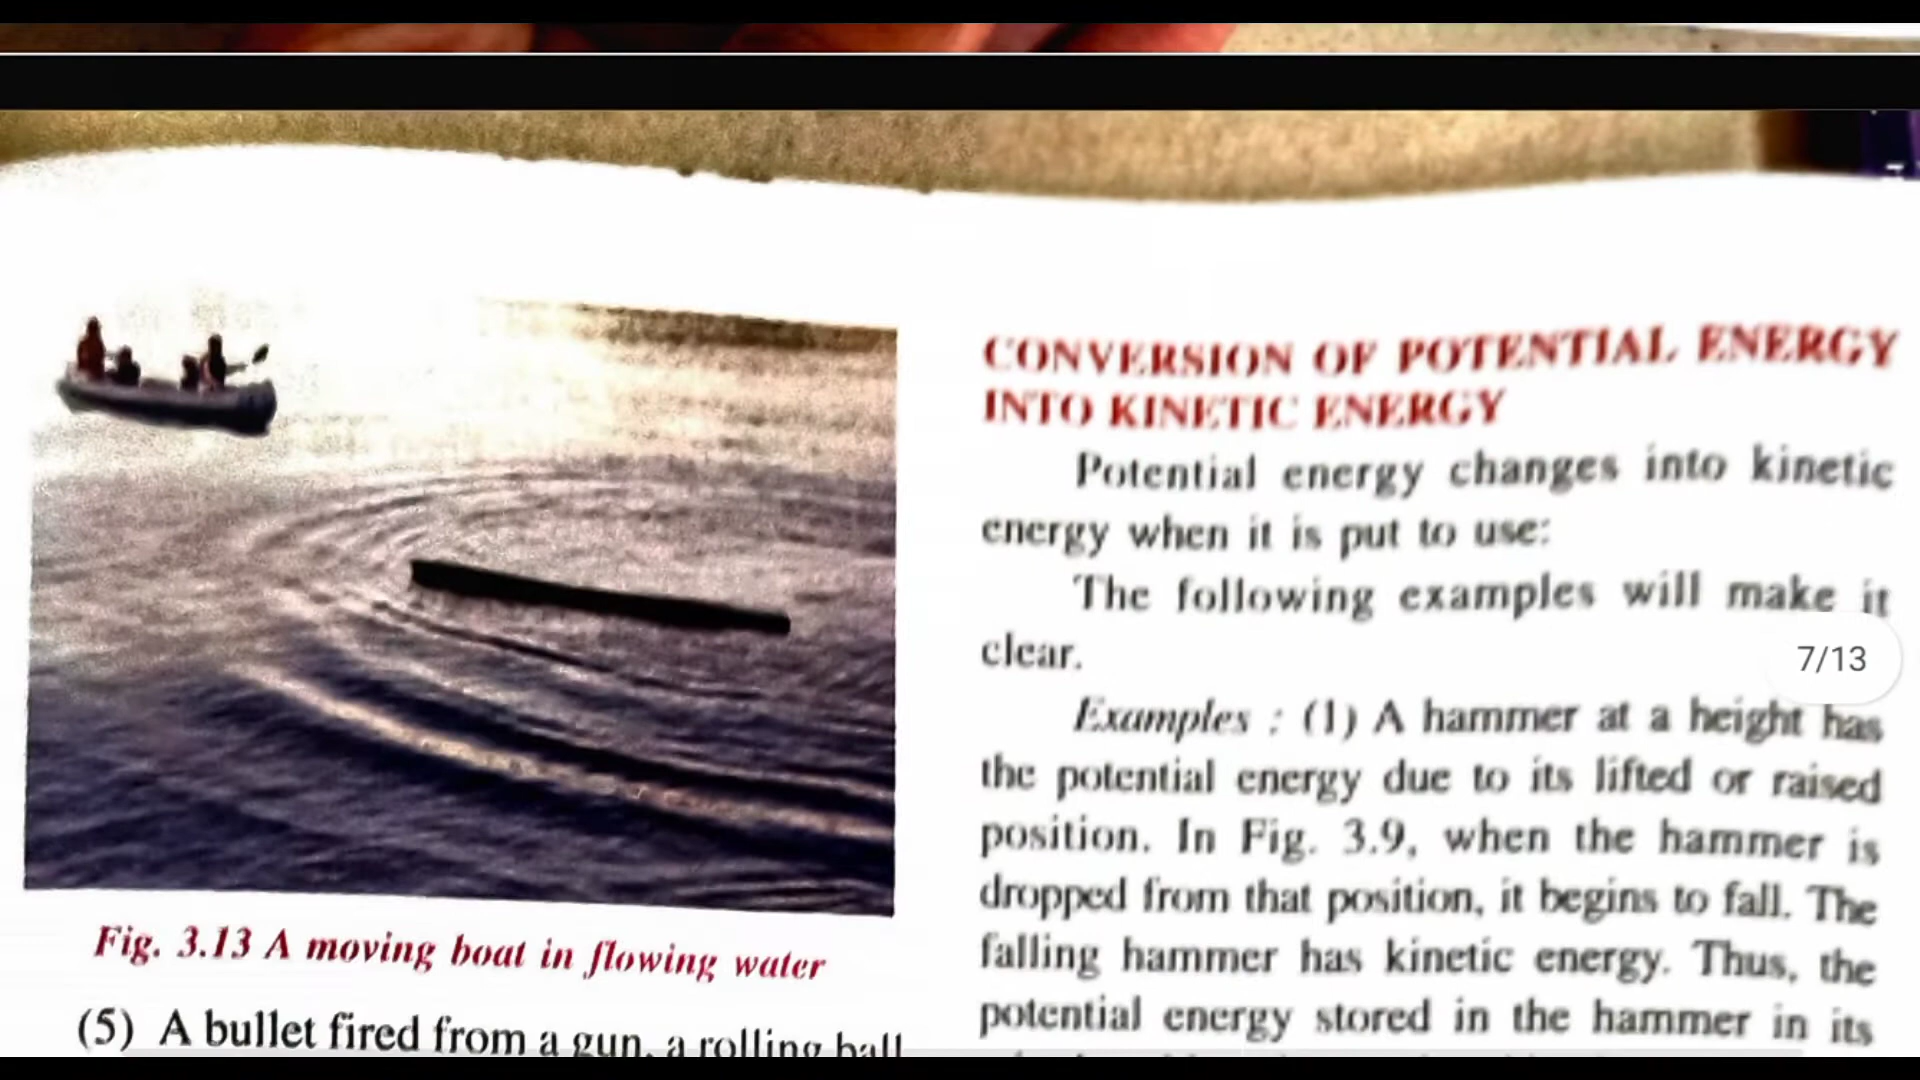 Fig. 3.13 A moving boat in flowing water
(5) A bullet fired from a gun, a rolling ball
CONVERSION OF POTENTIAL ENERGY
INTO KINETIC ENERGY
Potential energy changes into kinetic
energy when it is put to use:
The following examples will make it
clear.
7/13
Examples : (1) A hammer at a height has
the potential energy due to its lifted or raised
position. In Fig. 3.9, when the hammer is
dropped from that position, it begins to fall. The
falling hammer has kinetic energy. Thus, the
potential energy stored in the hammer in its